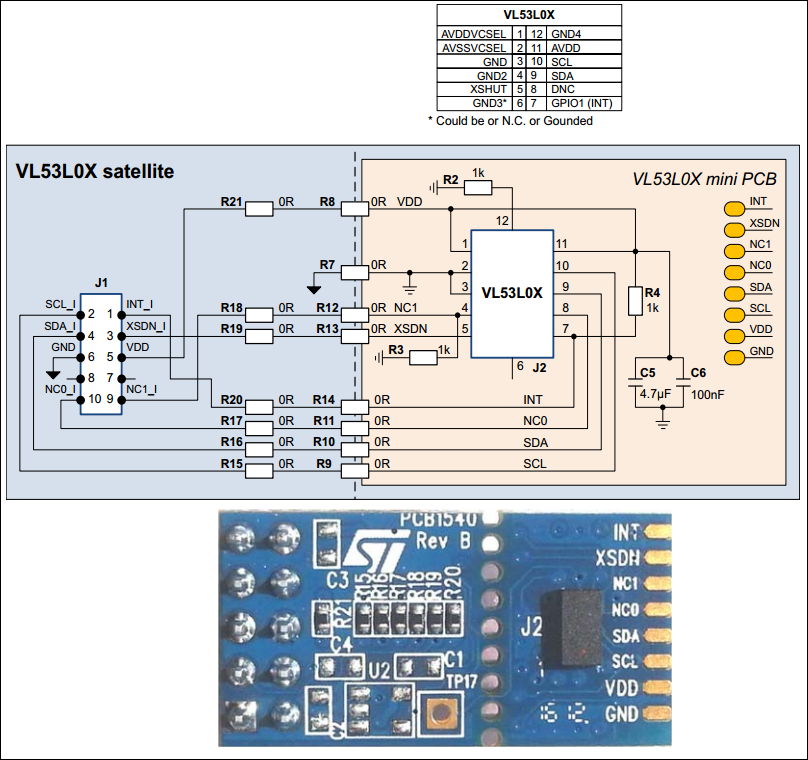 VL53L0X
AVDDVCSEL 1 12 GND4
AVSSVCSEL 2 11 AVDD
GND 3 10 SCL
GND2 4 9 SDA
XSHUT 5 8 DNC
GND3* 6 7 GPIO1 (INT)
* Could be or N.C. or Gounded
VL53L0X satellite
VL53L0X mini PCB
R2 1k
R21 0R R8 0R VDD
INT
XSDN
NC1
NC0
SDA
SCL
VDD
GND
12
1 11
R7 0R 2 10
3 9
VL53L0X
R4
1k
J1
SCL_I 2 1 INT_I
SDA_I 4 3 XSDN_I
GND 6 5 VDD
8 7
NC0_I 10 9 NC1_I
R18 0R R12 0R NC1 4 8
R19 0R R13 0R XSDN 5 7
R3 1k
6 J2
C5 C6
4.7µF 100nF
R20 0R R14 0R INT
R17 0R R11 0R NC0
R16 0R R10 0R SDA
R15 0R R9 0R SCL
PCB1540
Rev B
ST
C3
R15
R16
R17
R18
R19
R20
R21
C4
U2
C1
TP17
C2
J2
INT
XSDN
NC1
NC0
SDA
SCL
VDD
GND
1612